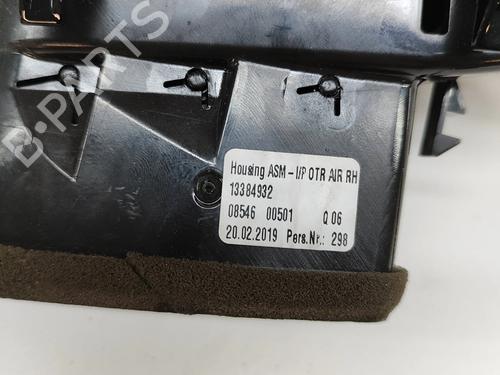 B-PARTS
Housing ASM - I/P OTR AIR RH
13384932
08546 00501 Q 06
20.02.2019 Pers.Nr.: 298